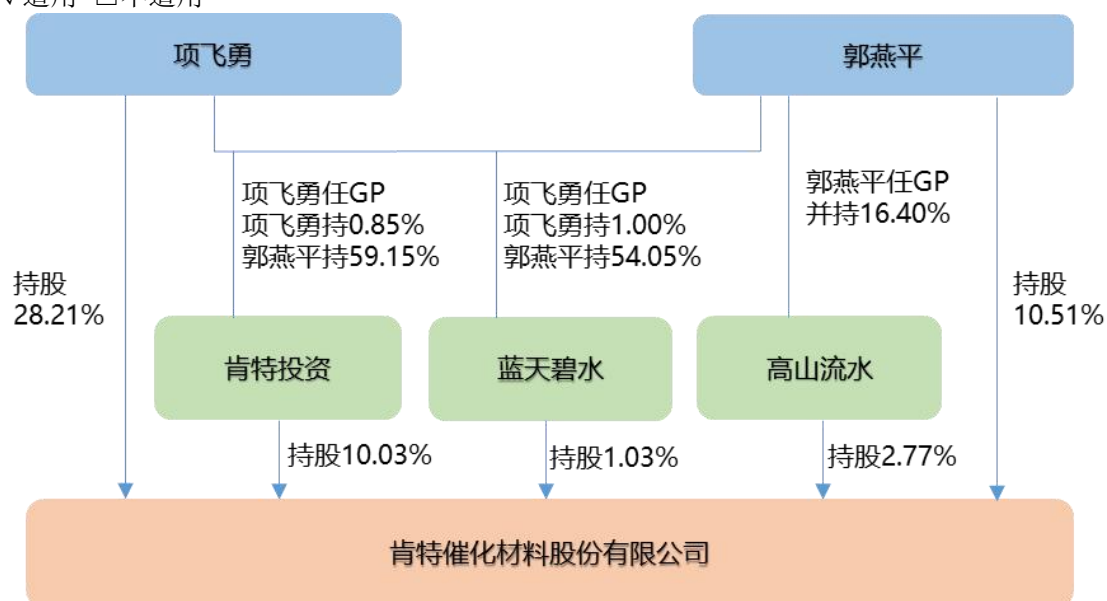 √适用 □不适用
项飞勇
郭燕平
项飞勇任GP
项飞勇持0.85%
郭燕平持59.15%
项飞勇任GP
项飞勇持1.00%
郭燕平持54.05%
郭燕平任GP
并持16.40%
持股
28.21%
持股
10.51%
肯特投资
蓝天碧水
高山流水
持股10.03%
持股1.03%
持股2.77%
肯特催化材料股份有限公司